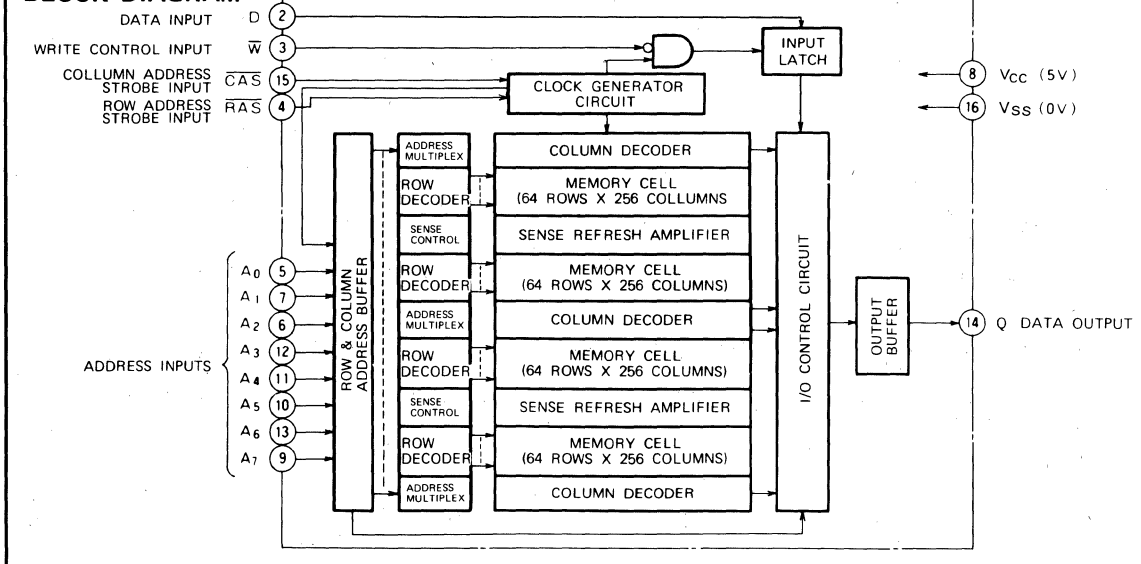 BLOCK DIAGRAM
DATA INPUT D 2
WRITE CONTROL INPUT W̅ 3
COLLUMN ADDRESS
STROBE INPUT C̅A̅S̅ 15
ROW ADDRESS
STROBE INPUT R̅A̅S̅ 4
INPUT
LATCH
CLOCK GENERATOR
CIRCUIT
8 VCC (5V)
16 VSS (0V)
ADDRESS INPUTS
A0 5
A1 7
A2 6
A3 12
A4 11
A5 10
A6 13
A7 9
ROW & COLUMN
ADDRESS BUFFER
ADDRESS
MULTIPLEX
COLUMN DECODER
ROW
DECODER
MEMORY CELL
(64 ROWS X 256 COLLUMNS
SENSE
CONTROL
SENSE REFRESH AMPLIFIER
ROW
DECODER
MEMORY CELL
(64 ROWS X 256 COLUMNS)
ADDRESS
MULTIPLEX
COLUMN DECODER
ROW
DECODER
MEMORY CELL
(64 ROWS X 256 COLUMNS)
SENSE
CONTROL
SENSE REFRESH AMPLIFIER
ROW
DECODER
MEMORY CELL
(64 ROWS X 256 COLUMNS)
ADDRESS
MULTIPLEX
COLUMN DECODER
I/O CONTROL CIRCUIT
OUTPUT
BUFFER
14 Q DATA OUTPUT